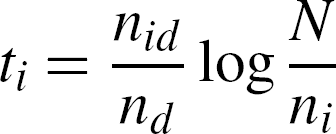 $t_i = \frac{n_{id}}{n_d} \log \frac{N}{n_i}$